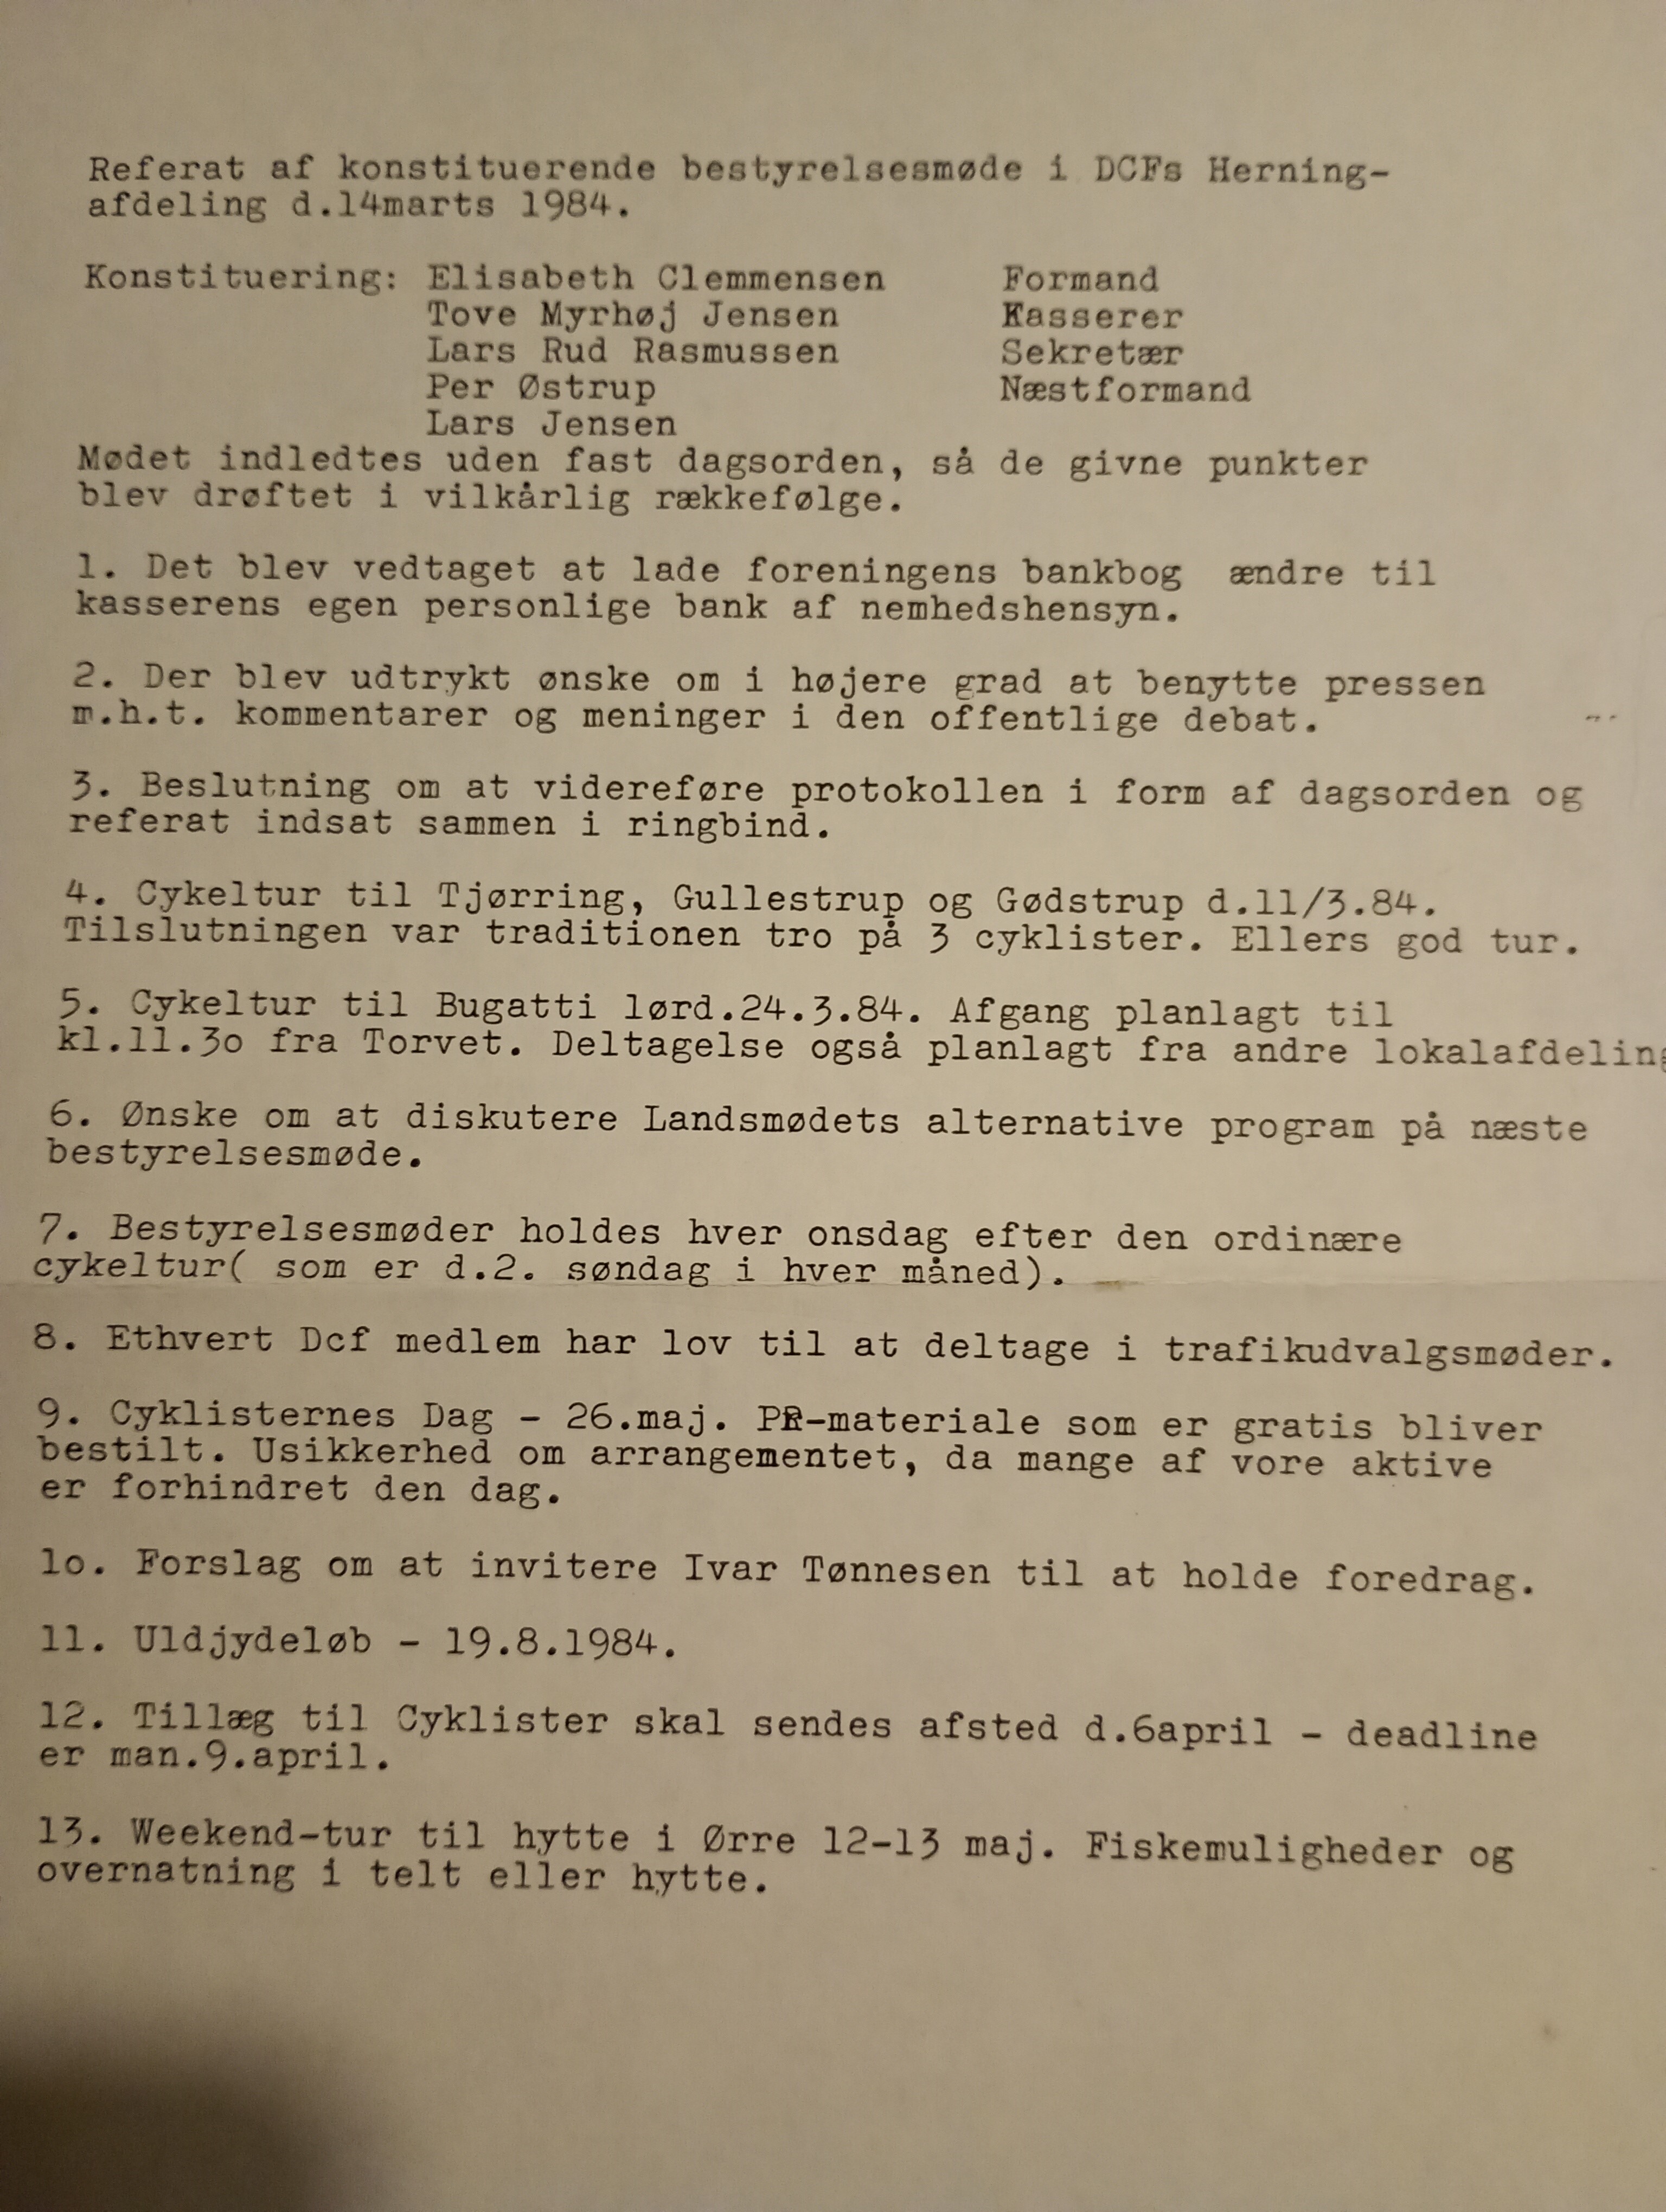 Referat af konstituerende bestyrelsesmøde i DCFs Herning-
afdeling d.14marts 1984.
Konstituering: Elisabeth Clemmensen Formand
Tove Myrhøj Jensen Kasserer
Lars Rud Rasmussen Sekretær
Per Østrup Næstformand
Lars Jensen
Mødet indledtes uden fast dagsorden, så de givne punkter
blev drøftet i vilkårlig rækkefølge.
1. Det blev vedtaget at lade foreningens bankbog ændre til
kasserens egen personlige bank af nemhedshensyn.
2. Der blev udtrykt ønske om i højere grad at benytte pressen
m.h.t. kommentarer og meninger i den offentlige debat.
3. Beslutning om at videreføre protokollen i form af dagsorden og
referat indsat sammen i ringbind.
4. Cykeltur til Tjørring, Gullestrup og Gødstrup d.11/3.84.
Tilslutningen var traditionen tro på 3 cyklister. Ellers god tur.
5. Cykeltur til Bugatti lørd.24.3.84. Afgang planlagt til
kl.11.3o fra Torvet. Deltagelse også planlagt fra andre lokalafdeling
6. Ønske om at diskutere Landsmødets alternative program på næste
bestyrelsesmøde.
7. Bestyrelsesmøder holdes hver onsdag efter den ordinære
cykeltur( som er d.2. søndag i hver måned).
8. Ethvert Dcf medlem har lov til at deltage i trafikudvalgsmøder.
9. Cyklisternes Dag - 26.maj. PR-materiale som er gratis bliver
bestilt. Usikkerhed om arrangementet, da mange af vore aktive
er forhindret den dag.
1o. Forslag om at invitere Ivar Tønnesen til at holde foredrag.
11. Uldjydeløb - 19.8.1984.
12. Tillæg til Cyklister skal sendes afsted d.6april - deadline
er man.9.april.
13. Weekend-tur til hytte i Ørre 12-13 maj. Fiskemuligheder og
overnatning i telt eller hytte.